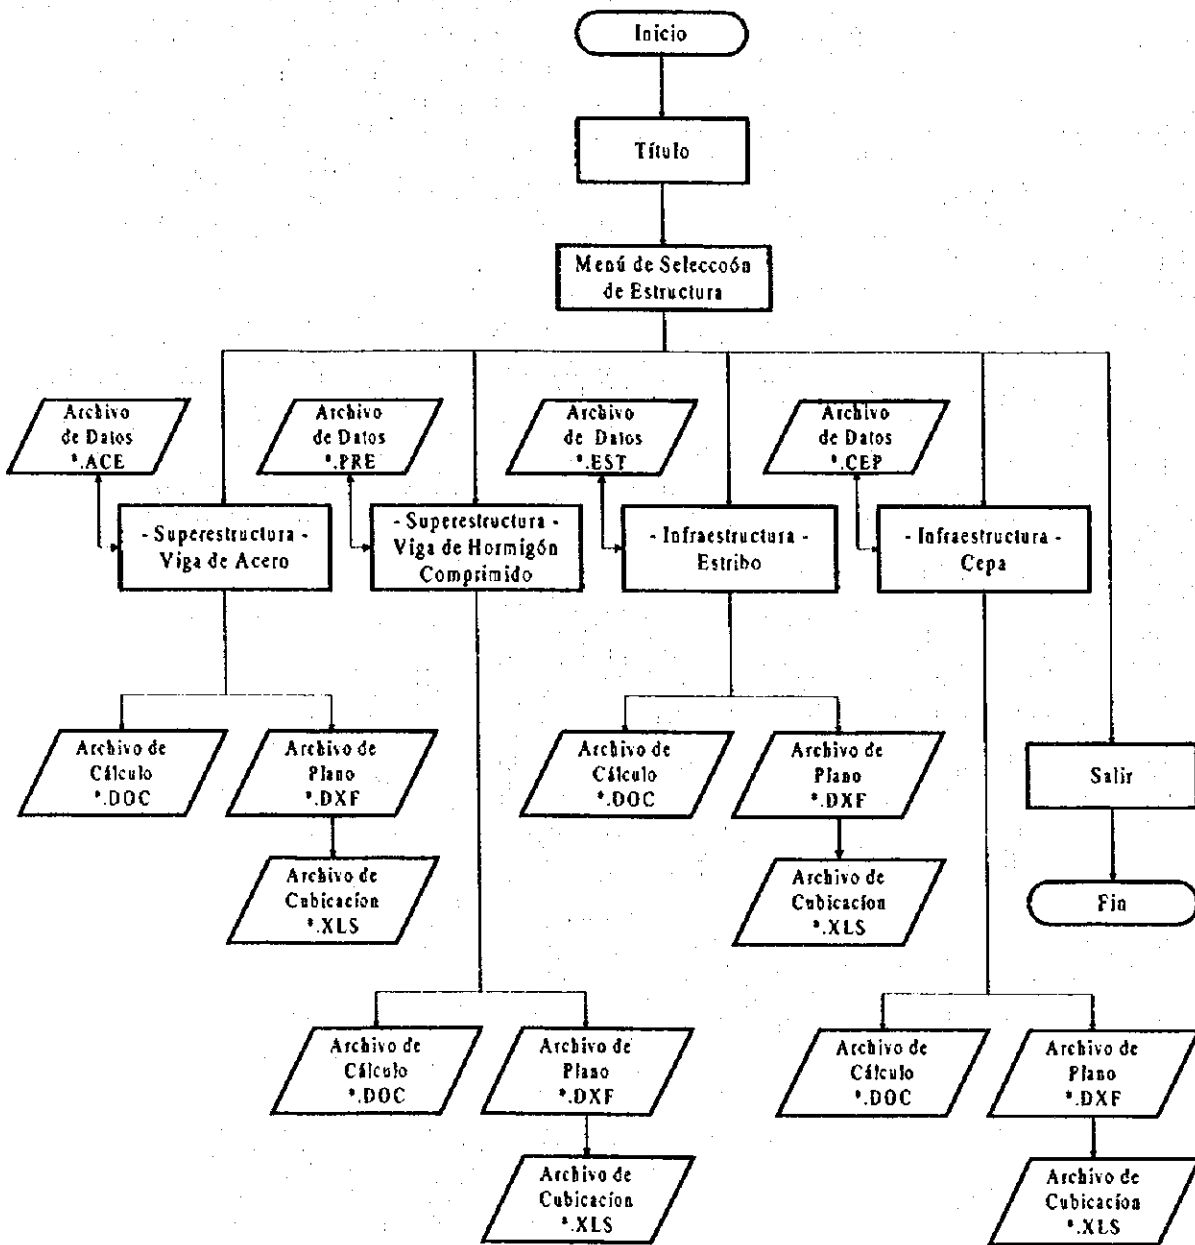 Inicio
Título
Menú de Seleccoón
de Estructura
Archivo
de Datos
*.ACE
Archivo
de Datos
*.PRE
Archivo
de Datos
*.EST
Archivo
de Datos
*.CEP
- Superestructura -
Viga de Acero
- Superestructura -
Viga de Hormigón
Comprimido
- Infraestructura -
Estribo
- Infraestructura -
Cepa
Archivo de
Cálculo
*.DOC
Archivo de
Plano
*.DXF
Archivo de
Cálculo
*.DOC
Archivo de
Plano
*.DXF
Salir
Archivo de
Cubicacíon
*.XLS
Archivo de
Cubicacíon
*.XLS
Fin
Archivo de
Cálculo
*.DOC
Archivo de
Plano
*.DXF
Archivo de
Cálculo
*.DOC
Archivo de
Plano
*.DXF
Archivo de
Cubicacíon
*.XLS
Archivo de
Cubicacíon
*.XLS